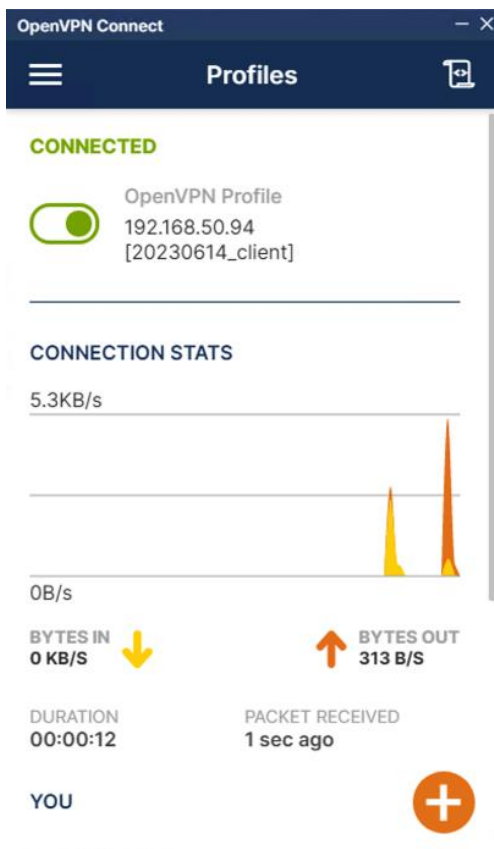 OpenVPN Connect
Profiles
CONNECTED
OpenVPN Profile
192.168.50.94
[20230614_client]
CONNECTION STATS
5.3KB/s
0B/s
BYTES IN
0 KB/S
BYTES OUT
313 B/S
DURATION
00:00:12
PACKET RECEIVED
1 sec ago
YOU